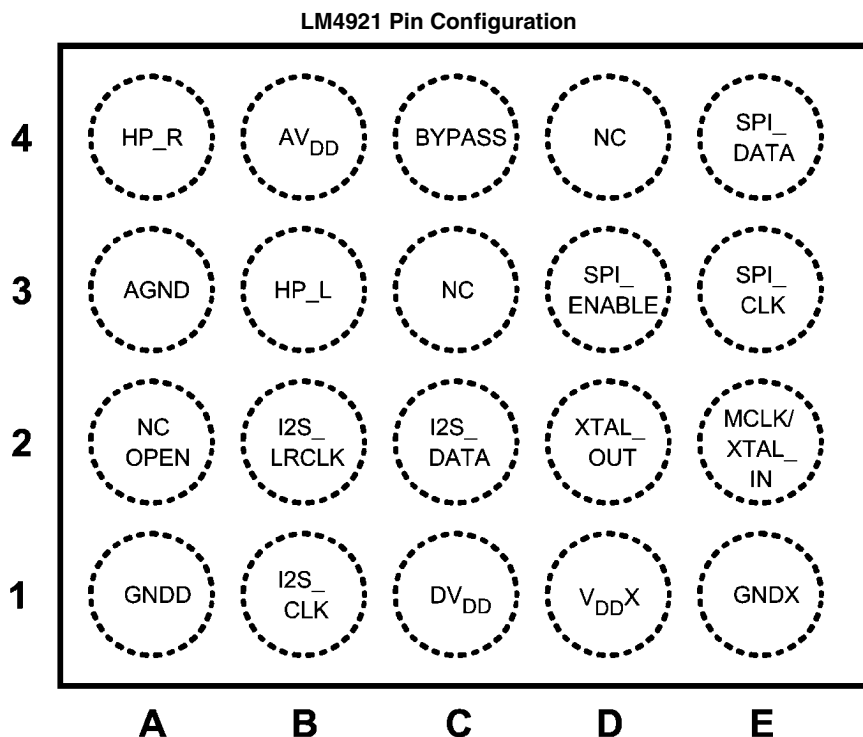 LM4921 Pin Configuration
4
HP_R
AVDD
BYPASS
NC
SPI_
DATA
3
AGND
HP_L
NC
SPI_
ENABLE
SPI_
CLK
2
NC
OPEN
I2S_
LRCLK
I2S_
DATA
XTAL_
OUT
MCLK/
XTAL_
IN
1
GNDD
I2S_
CLK
DVDD
VDDX
GNDX
A B C D E